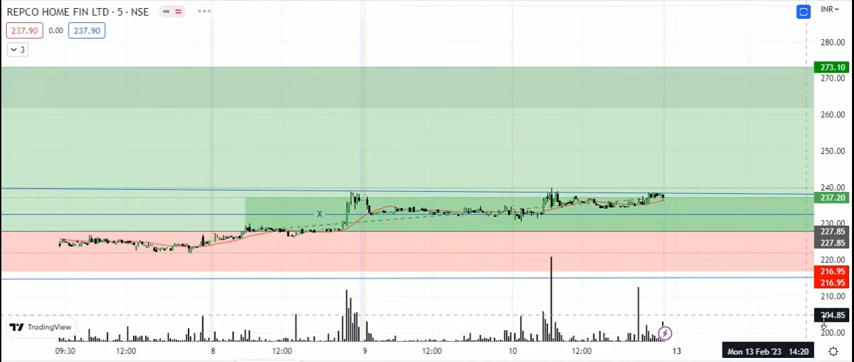 REPCO HOME FIN LTD · 5 · NSE
INR
237.90 0.00 237.90
3
280.00
273.10
270.00
260.00
250.00
240.00
237.20
230.00
227.85
227.85
220.00
216.95
216.95
210.00
204.85
200.00
X
TradingView
09:30 12:00 8 12:00 9 12:00 10 12:00 13 Mon 13 Feb '23 14:20